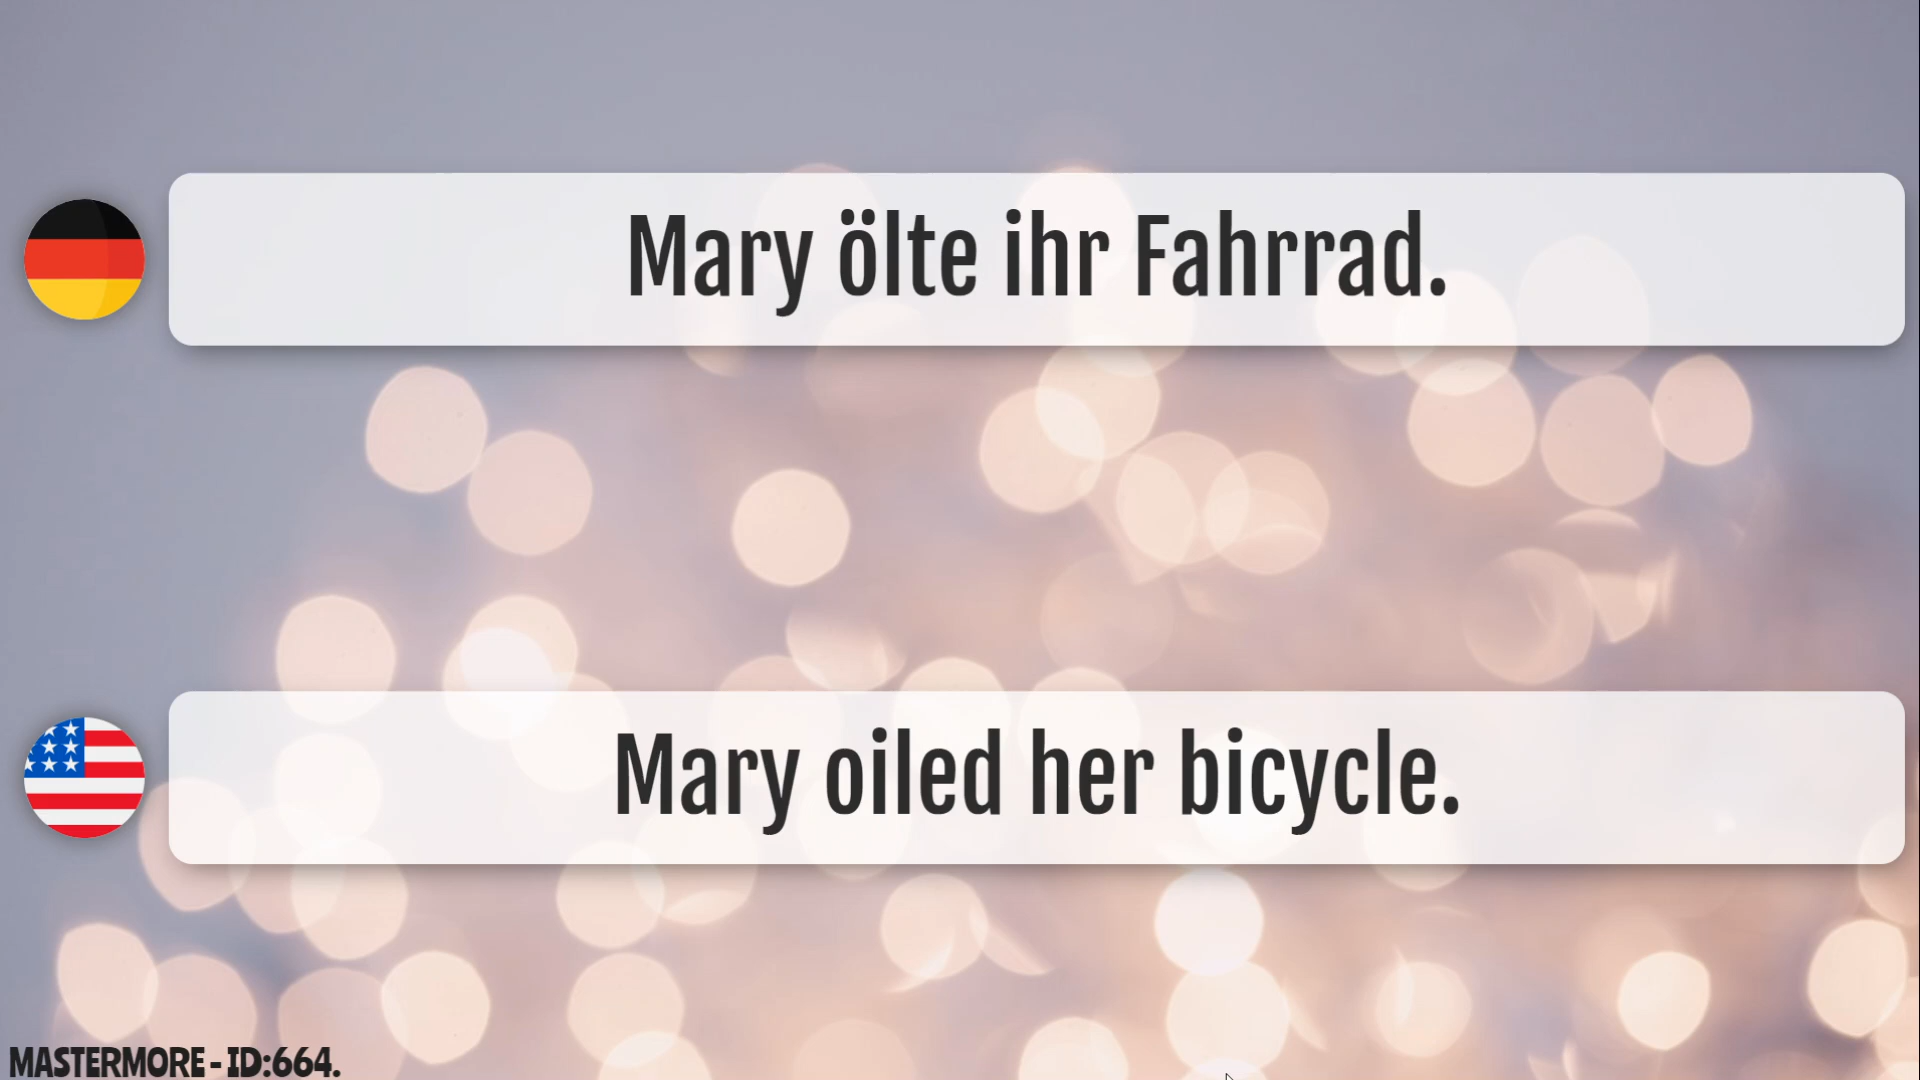 Mary ölte ihr Fahrrad.
Mary oiled her bicycle.
MASTERMORE - ID:664.